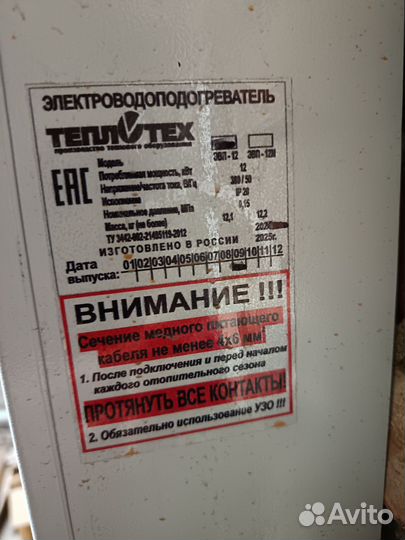 ЭЛЕКТРОВОДОПОДОГРЕВАТЕЛЬ
ТЕПЛОТЕХ
производство теплового оборудования
ЭВП - 12 ЭВП - 12М
EAC
Модель
Потребляемая мощность, кВт 12
Напряжение/частота тока, В/Гц 380 / 50
Исполнение IP 20
Номинальное давление, МПа 0,15
Масса, кг (не более) 12,1 12,2
ТУ 3442-002-21485119-2012
ИЗГОТОВЛЕНО В РОССИИ 2025г.
Дата выпуска: 01 02 03 04 05 06 07 08 09 10 11 12
ВНИМАНИЕ !!!
Сечение медного питающего
кабеля не менее 4х6 мм
1. После подключения и перед началом
каждого отопительного сезона
ПРОТЯНУТЬ ВСЕ КОНТАКТЫ!
2. Обязательно использование УЗО !!!
Avito